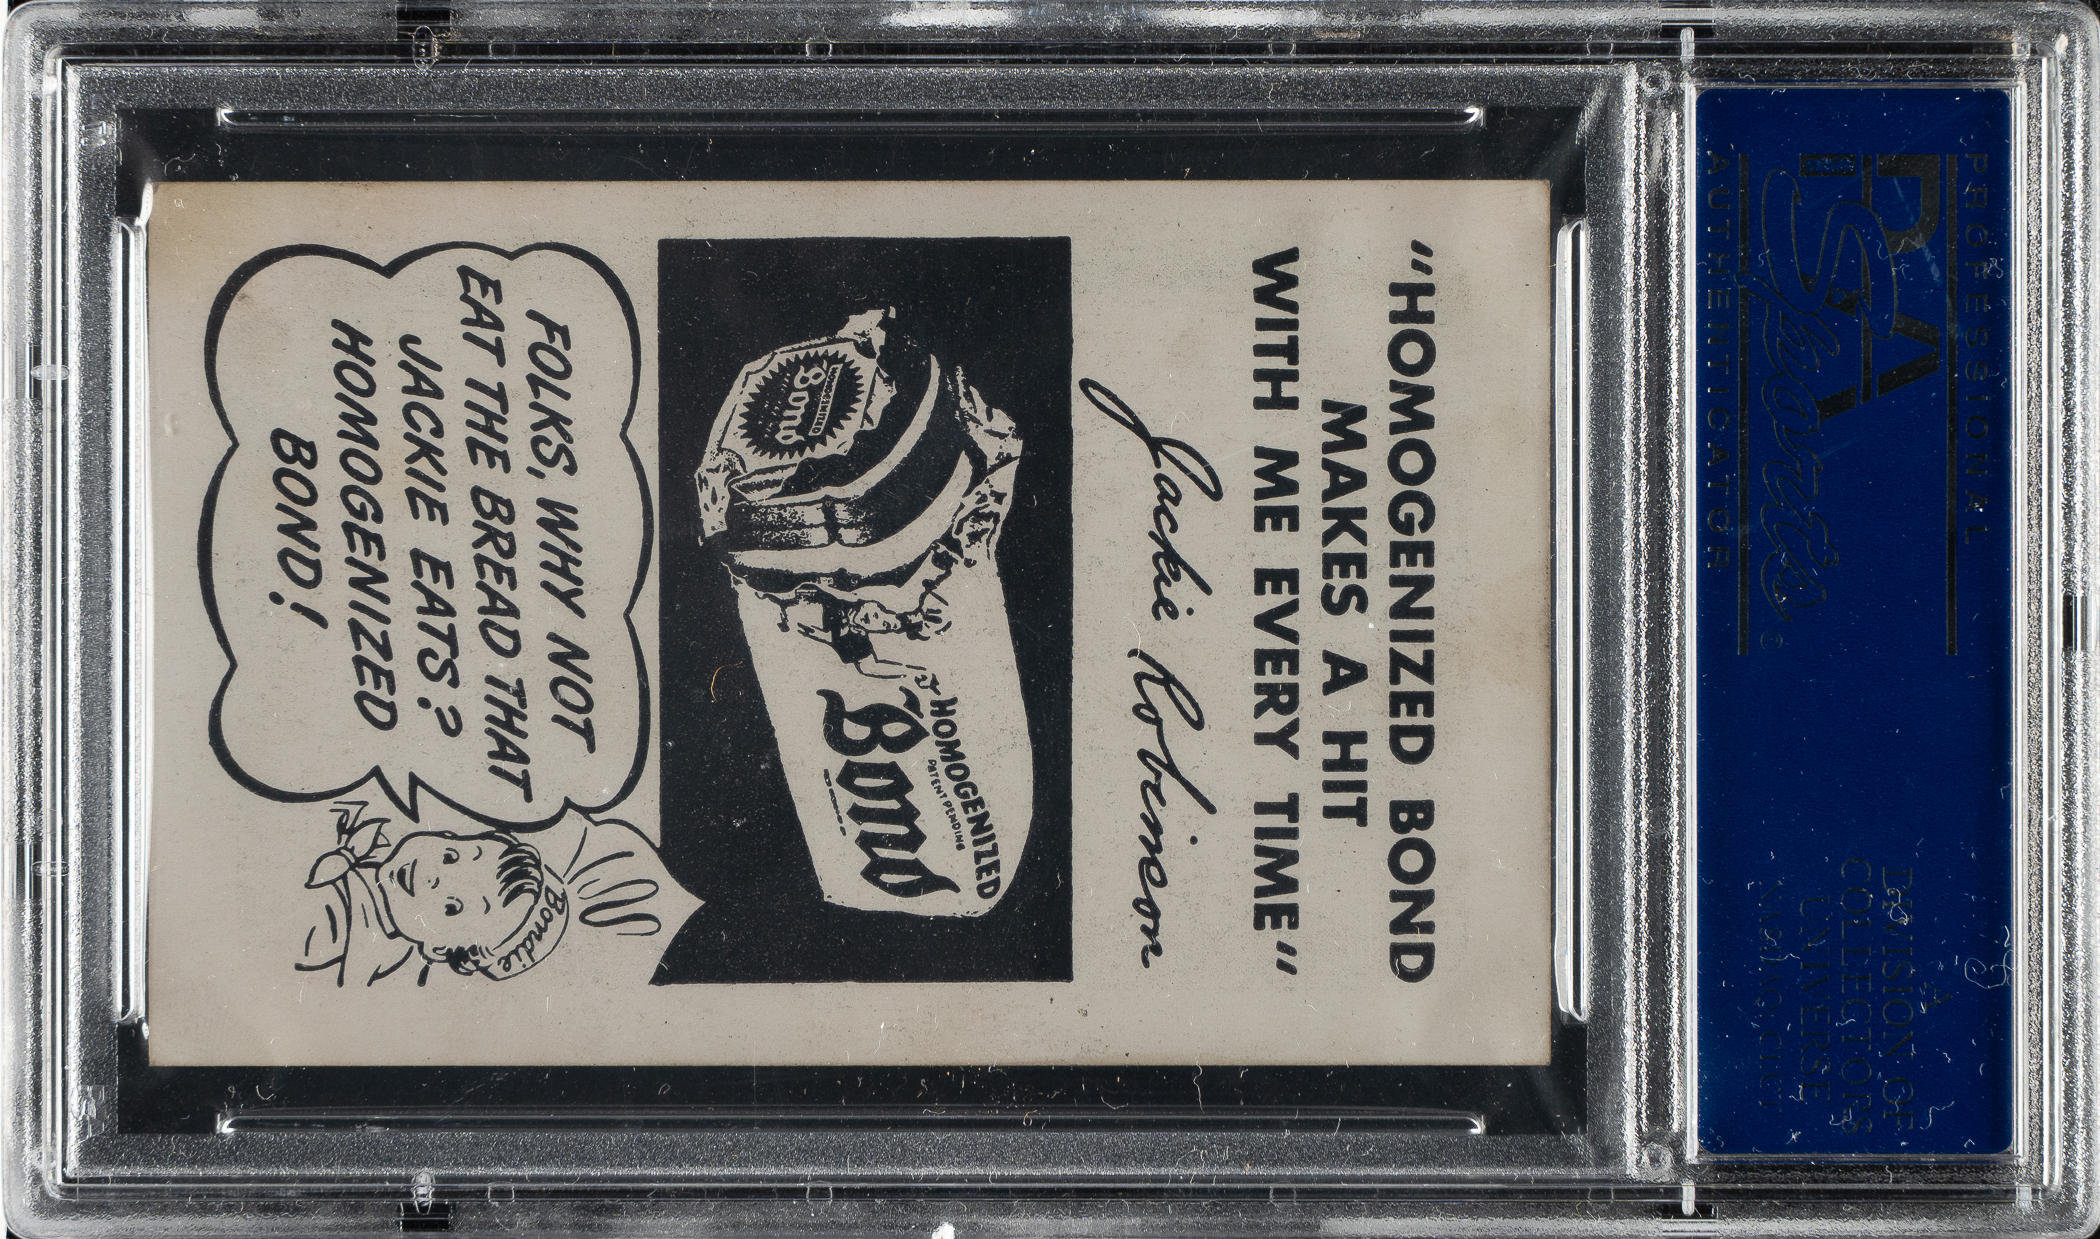 PROFESSIONAL
PSA
Sports
AUTHENTICATOR
A
DIVISION OF
COLLECTORS
UNIVERSE
"HOMOGENIZED BOND
MAKES A HIT
WITH ME EVERY TIME"
Jackie Robinson
HOMOGENIZED
Bond
HOMOGENIZED
PATENT PENDING
Bond
FOLKS, WHY NOT
EAT THE BREAD THAT
JACKIE EATS?
HOMOGENIZED
BOND!
Bondie